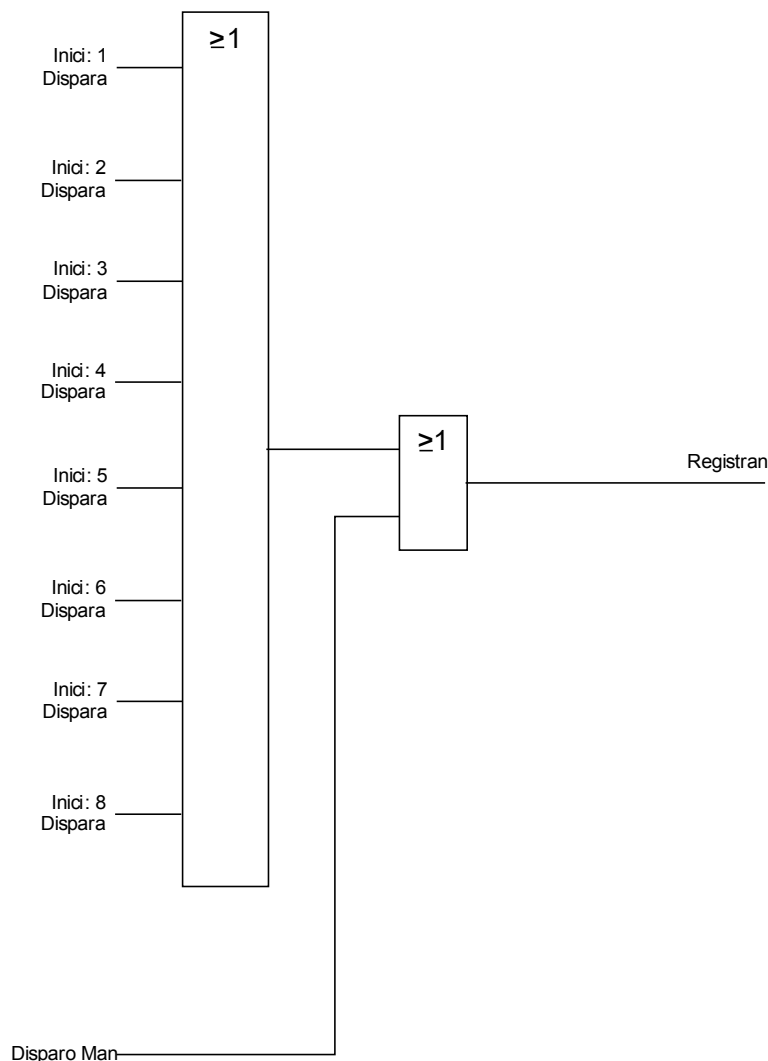 ≥1
Inici: 1
Dispara
Inici: 2
Dispara
Inici: 3
Dispara
Inici: 4
Dispara
≥1
Registran
Inici: 5
Dispara
Inici: 6
Dispara
Inici: 7
Dispara
Inici: 8
Dispara
Disparo Man